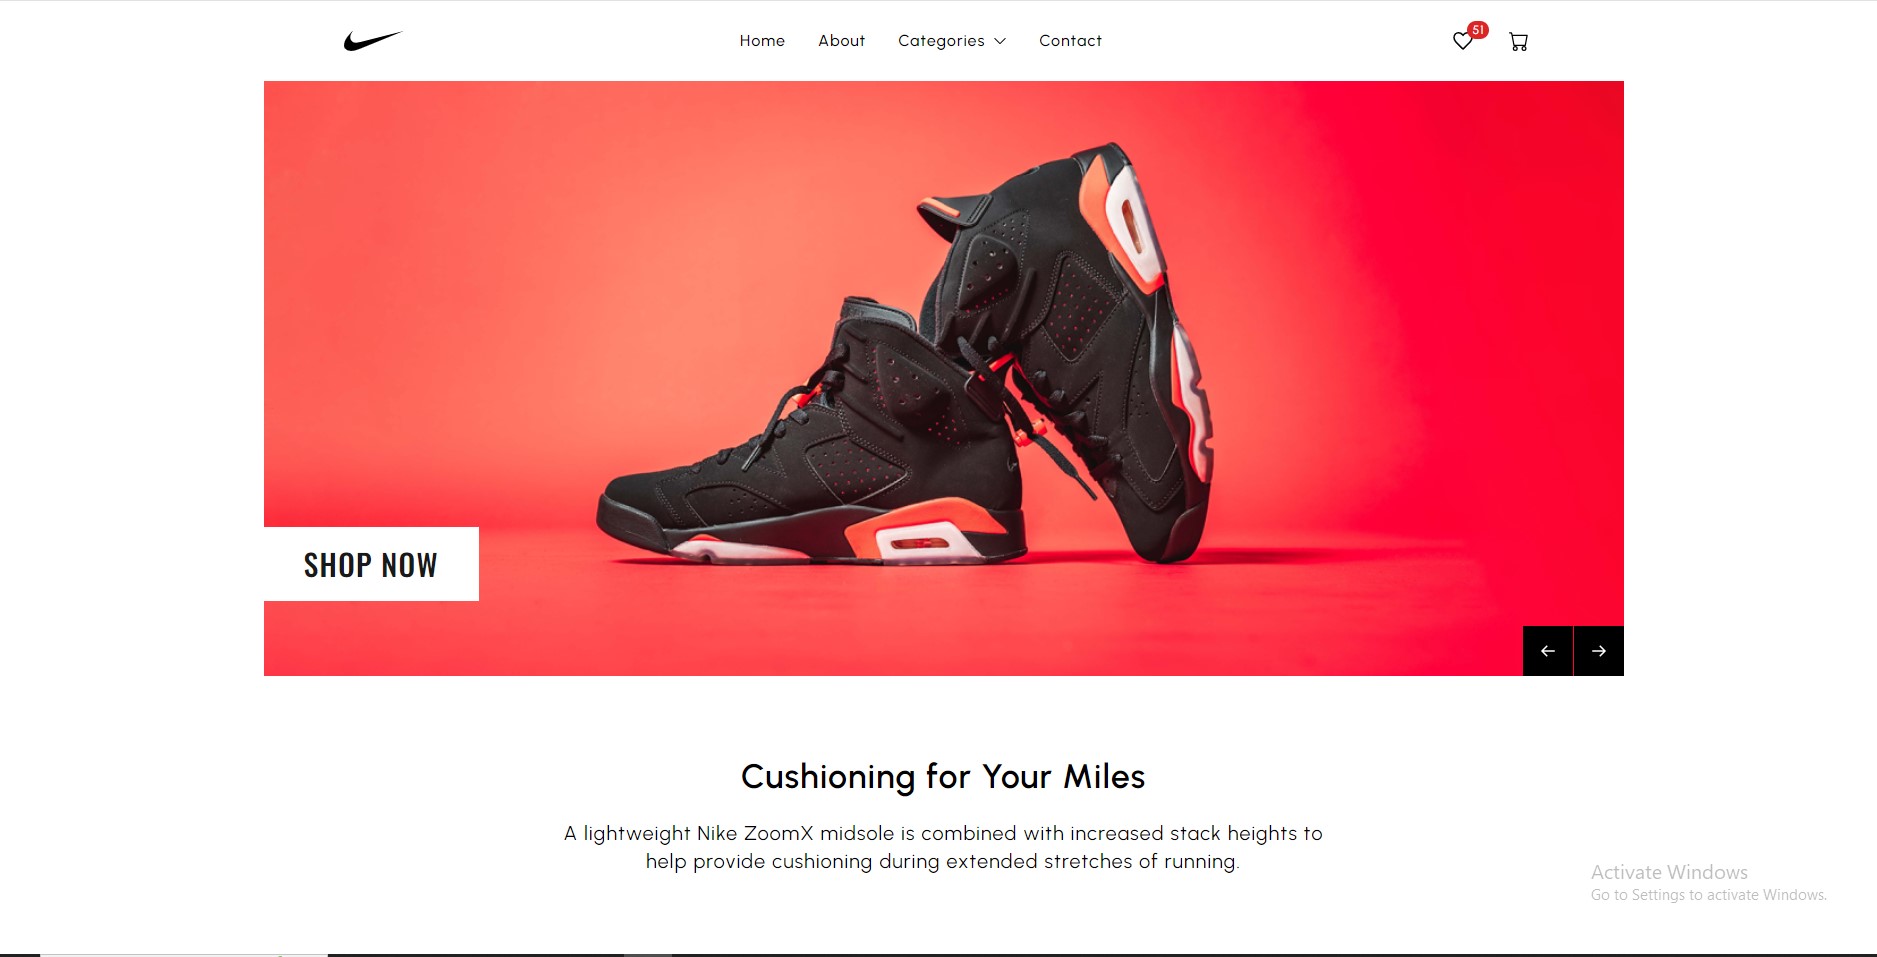 Home
About
Categories
Contact
51
SHOP NOW
Cushioning for Your Miles
A lightweight Nike ZoomX midsole is combined with increased stack heights to
help provide cushioning during extended stretches of running.
Activate Windows
Go to Settings to activate Windows.